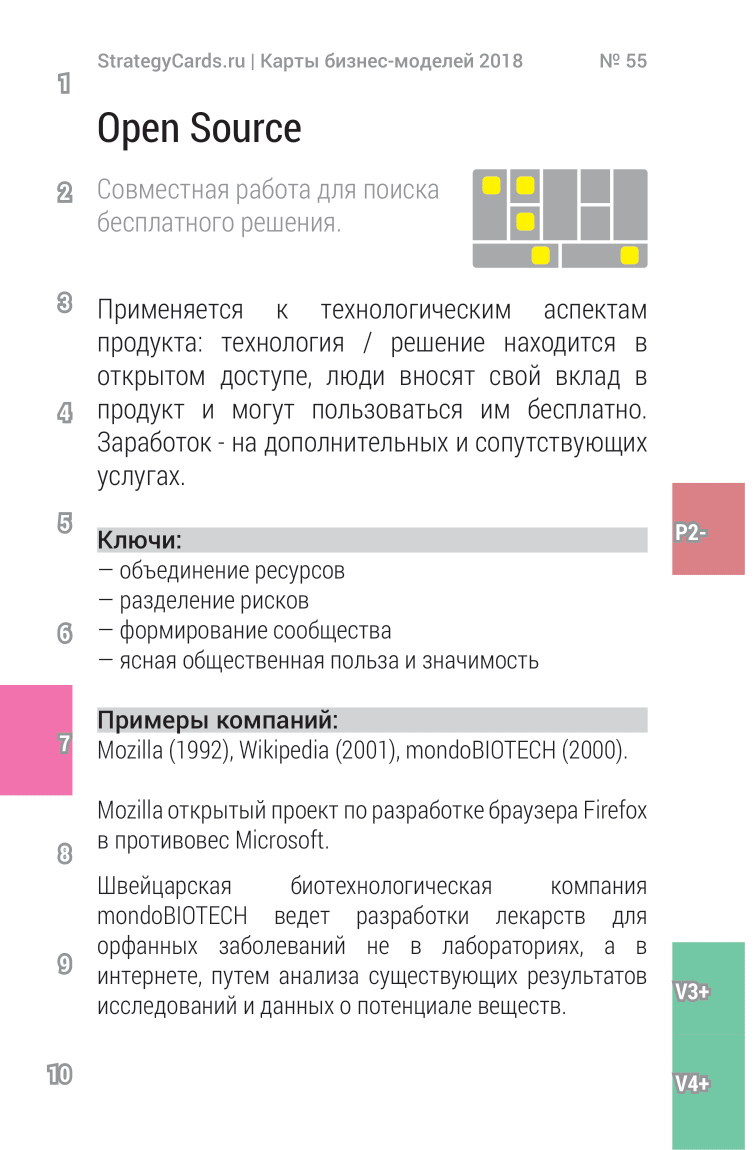 StrategyCards.ru | Карты бизнес-моделей 2018 № 55
1
Open Source
2
Совместная работа для поиска
бесплатного решения.
3
Применяется к технологическим аспектам
продукта: технология / решение находится в
открытом доступе, люди вносят свой вклад в
4
продукт и могут пользоваться им бесплатно.
Заработок - на дополнительных и сопутствующих
услугах.
5
P2-
Ключи:
— объединение ресурсов
— разделение рисков
6
— формирование сообщества
— ясная общественная польза и значимость
Примеры компаний:
7
Mozilla (1992), Wikipedia (2001), mondoBIOTECH (2000).
Mozilla открытый проект по разработке браузера Firefox
в противовес Microsoft.
8
Швейцарская биотехнологическая компания
mondoBIOTECH ведет разработки лекарств для
орфанных заболеваний не в лабораториях, а в
9
интернете, путем анализа существующих результатов
V3+
исследований и данных о потенциале веществ.
10
V4+